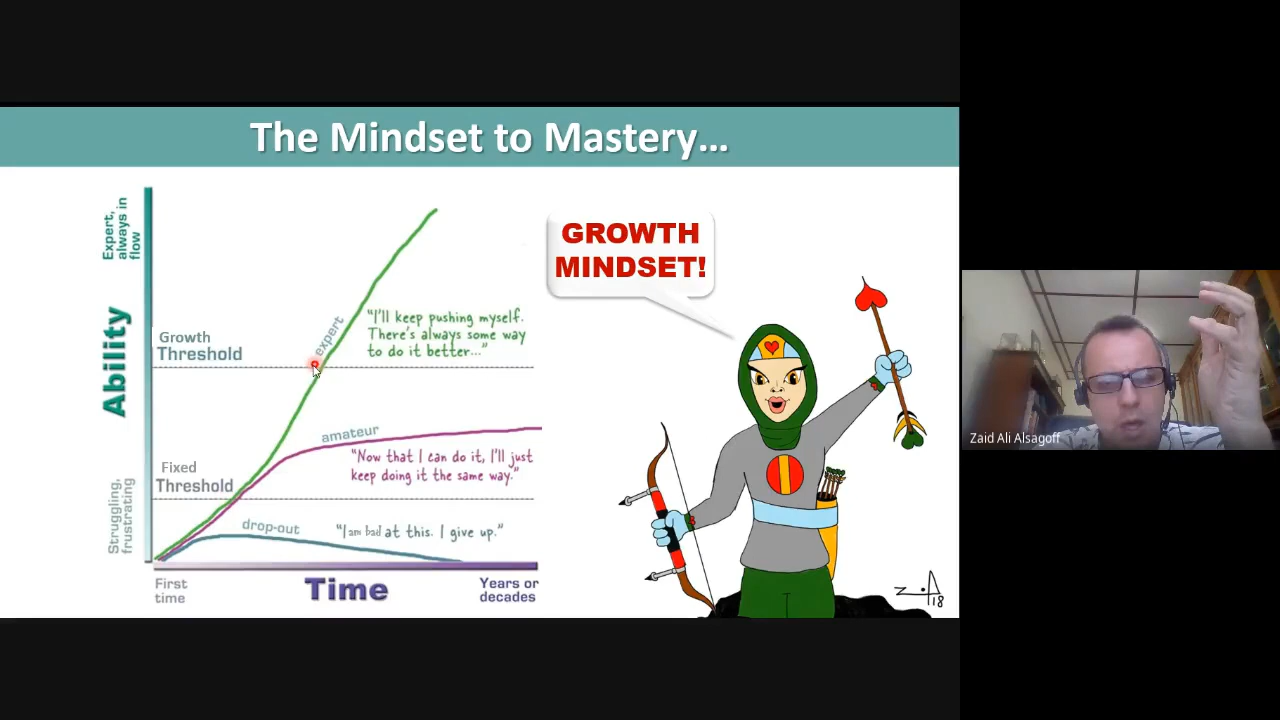 The Mindset to Mastery...
Expert,
always in
flow
Ability
Struggling,
frustrating
Growth
Threshold
expert
"I'll keep pushing myself.
There's always some way
to do it better..."
amateur
"Now that I can do it, I'll just
keep doing it the same way."
Fixed
Threshold
drop-out
"I am bad at this. I give up."
First
time
Time
Years or
decades
GROWTH
MINDSET!
Z.A
18
Zaid Ali Alsagoff